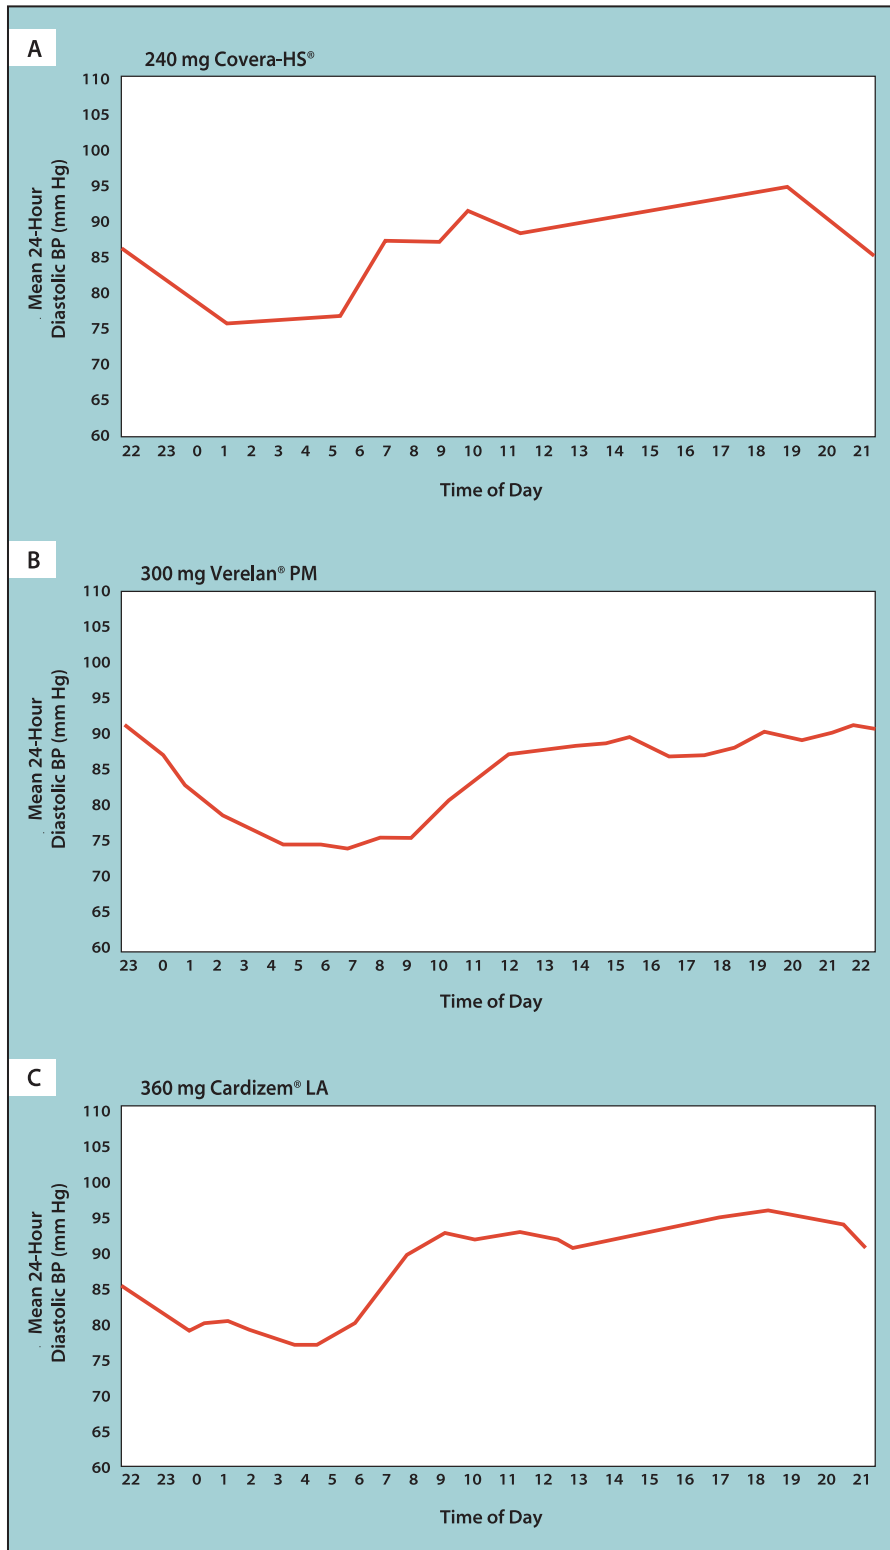 A
240 mg Covera-HS®
Mean 24-Hour
Diastolic BP (mm Hg)
110
105
100
95
90
85
80
75
70
65
60
22 23 0 1 2 3 4 5 6 7 8 9 10 11 12 13 14 15 16 17 18 19 20 21
Time of Day
B
300 mg Verelan® PM
Mean 24-Hour
Diastolic BP (mm Hg)
110
105
100
95
90
85
80
75
70
65
60
23 0 1 2 3 4 5 6 7 8 9 10 11 12 13 14 15 16 17 18 19 20 21 22
Time of Day
C
360 mg Cardizem® LA
Mean 24-Hour
Diastolic BP (mm Hg)
110
105
100
95
90
85
80
75
70
65
60
22 23 0 1 2 3 4 5 6 7 8 9 10 11 12 13 14 15 16 17 18 19 20 21
Time of Day